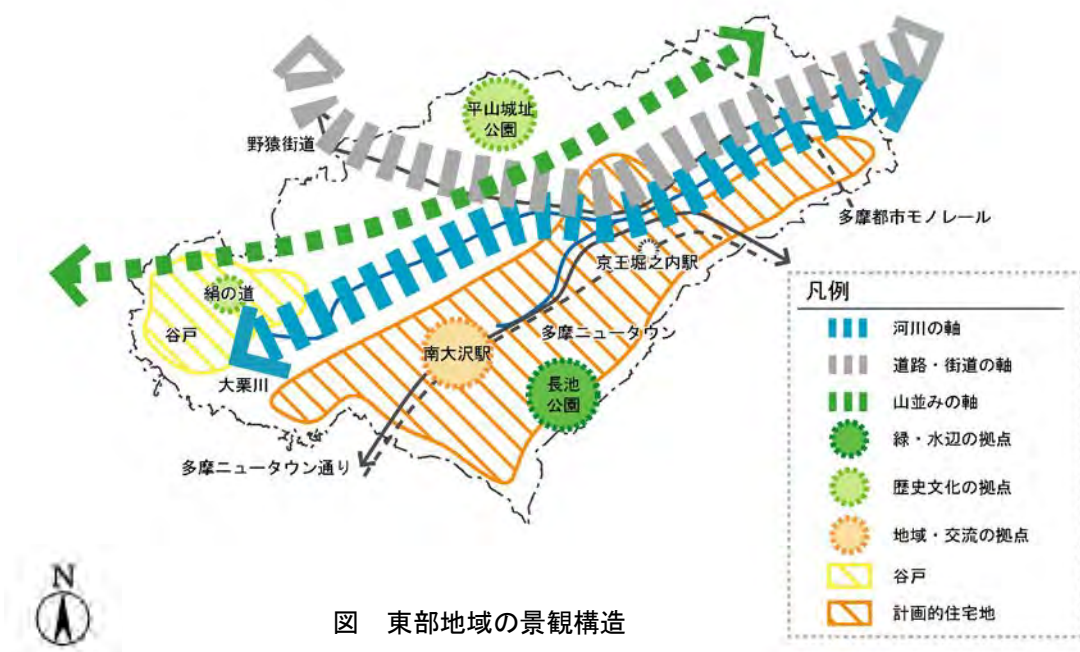 平山城址
公園
野猿街道
多摩都市モノレール
京王堀之内駅
絹の道
谷戸
多摩ニュータウン
南大沢駅
大栗川
長池
公園
多摩ニュータウン通り
凡例
河川の軸
道路・街道の軸
山並みの軸
緑・水辺の拠点
歴史文化の拠点
地域・交流の拠点
谷戸
計画的住宅地
N
図 東部地域の景観構造